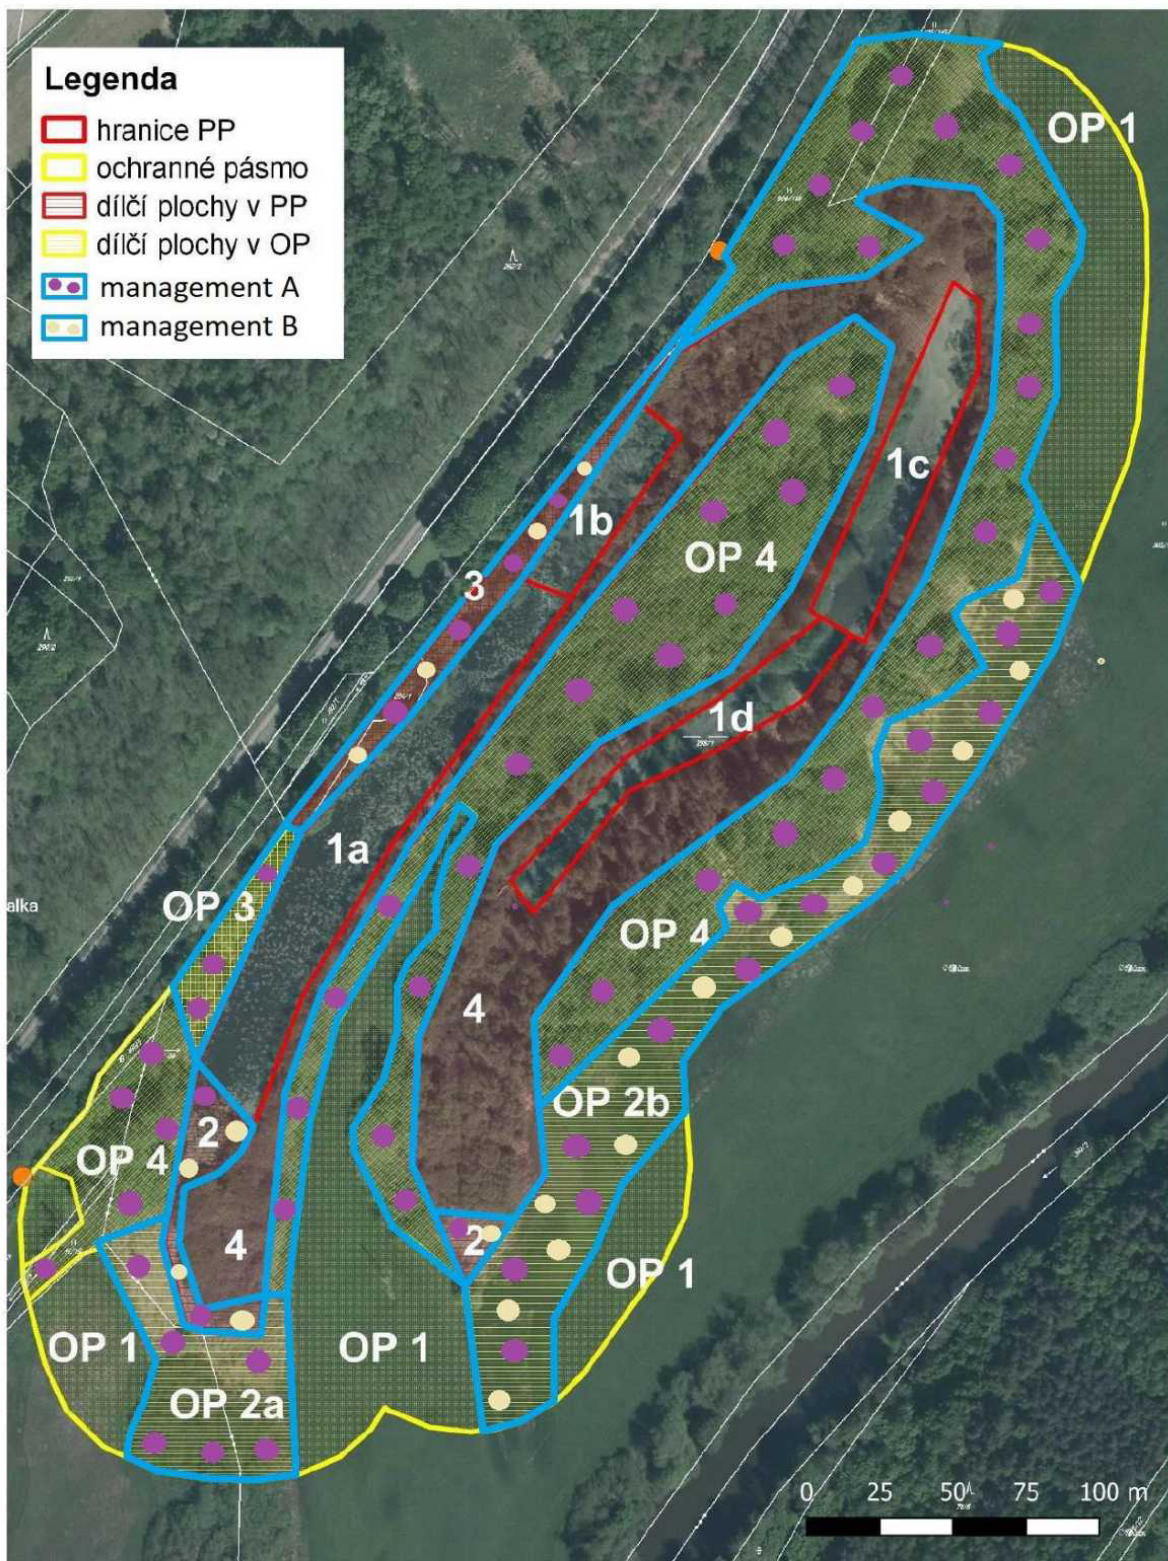 Legenda
hranice PP
ochranné pásmo
dílčí plochy v PP
dílčí plochy v OP
management A
management B
OP 1
1c
1b
OP 4
3
1d
1a
OP 3
alka
OP 4
4
OP 2b
2
OP 4
2
4
OP 1
OP 1
OP 1
OP 2a
0 25 50 75 100 m